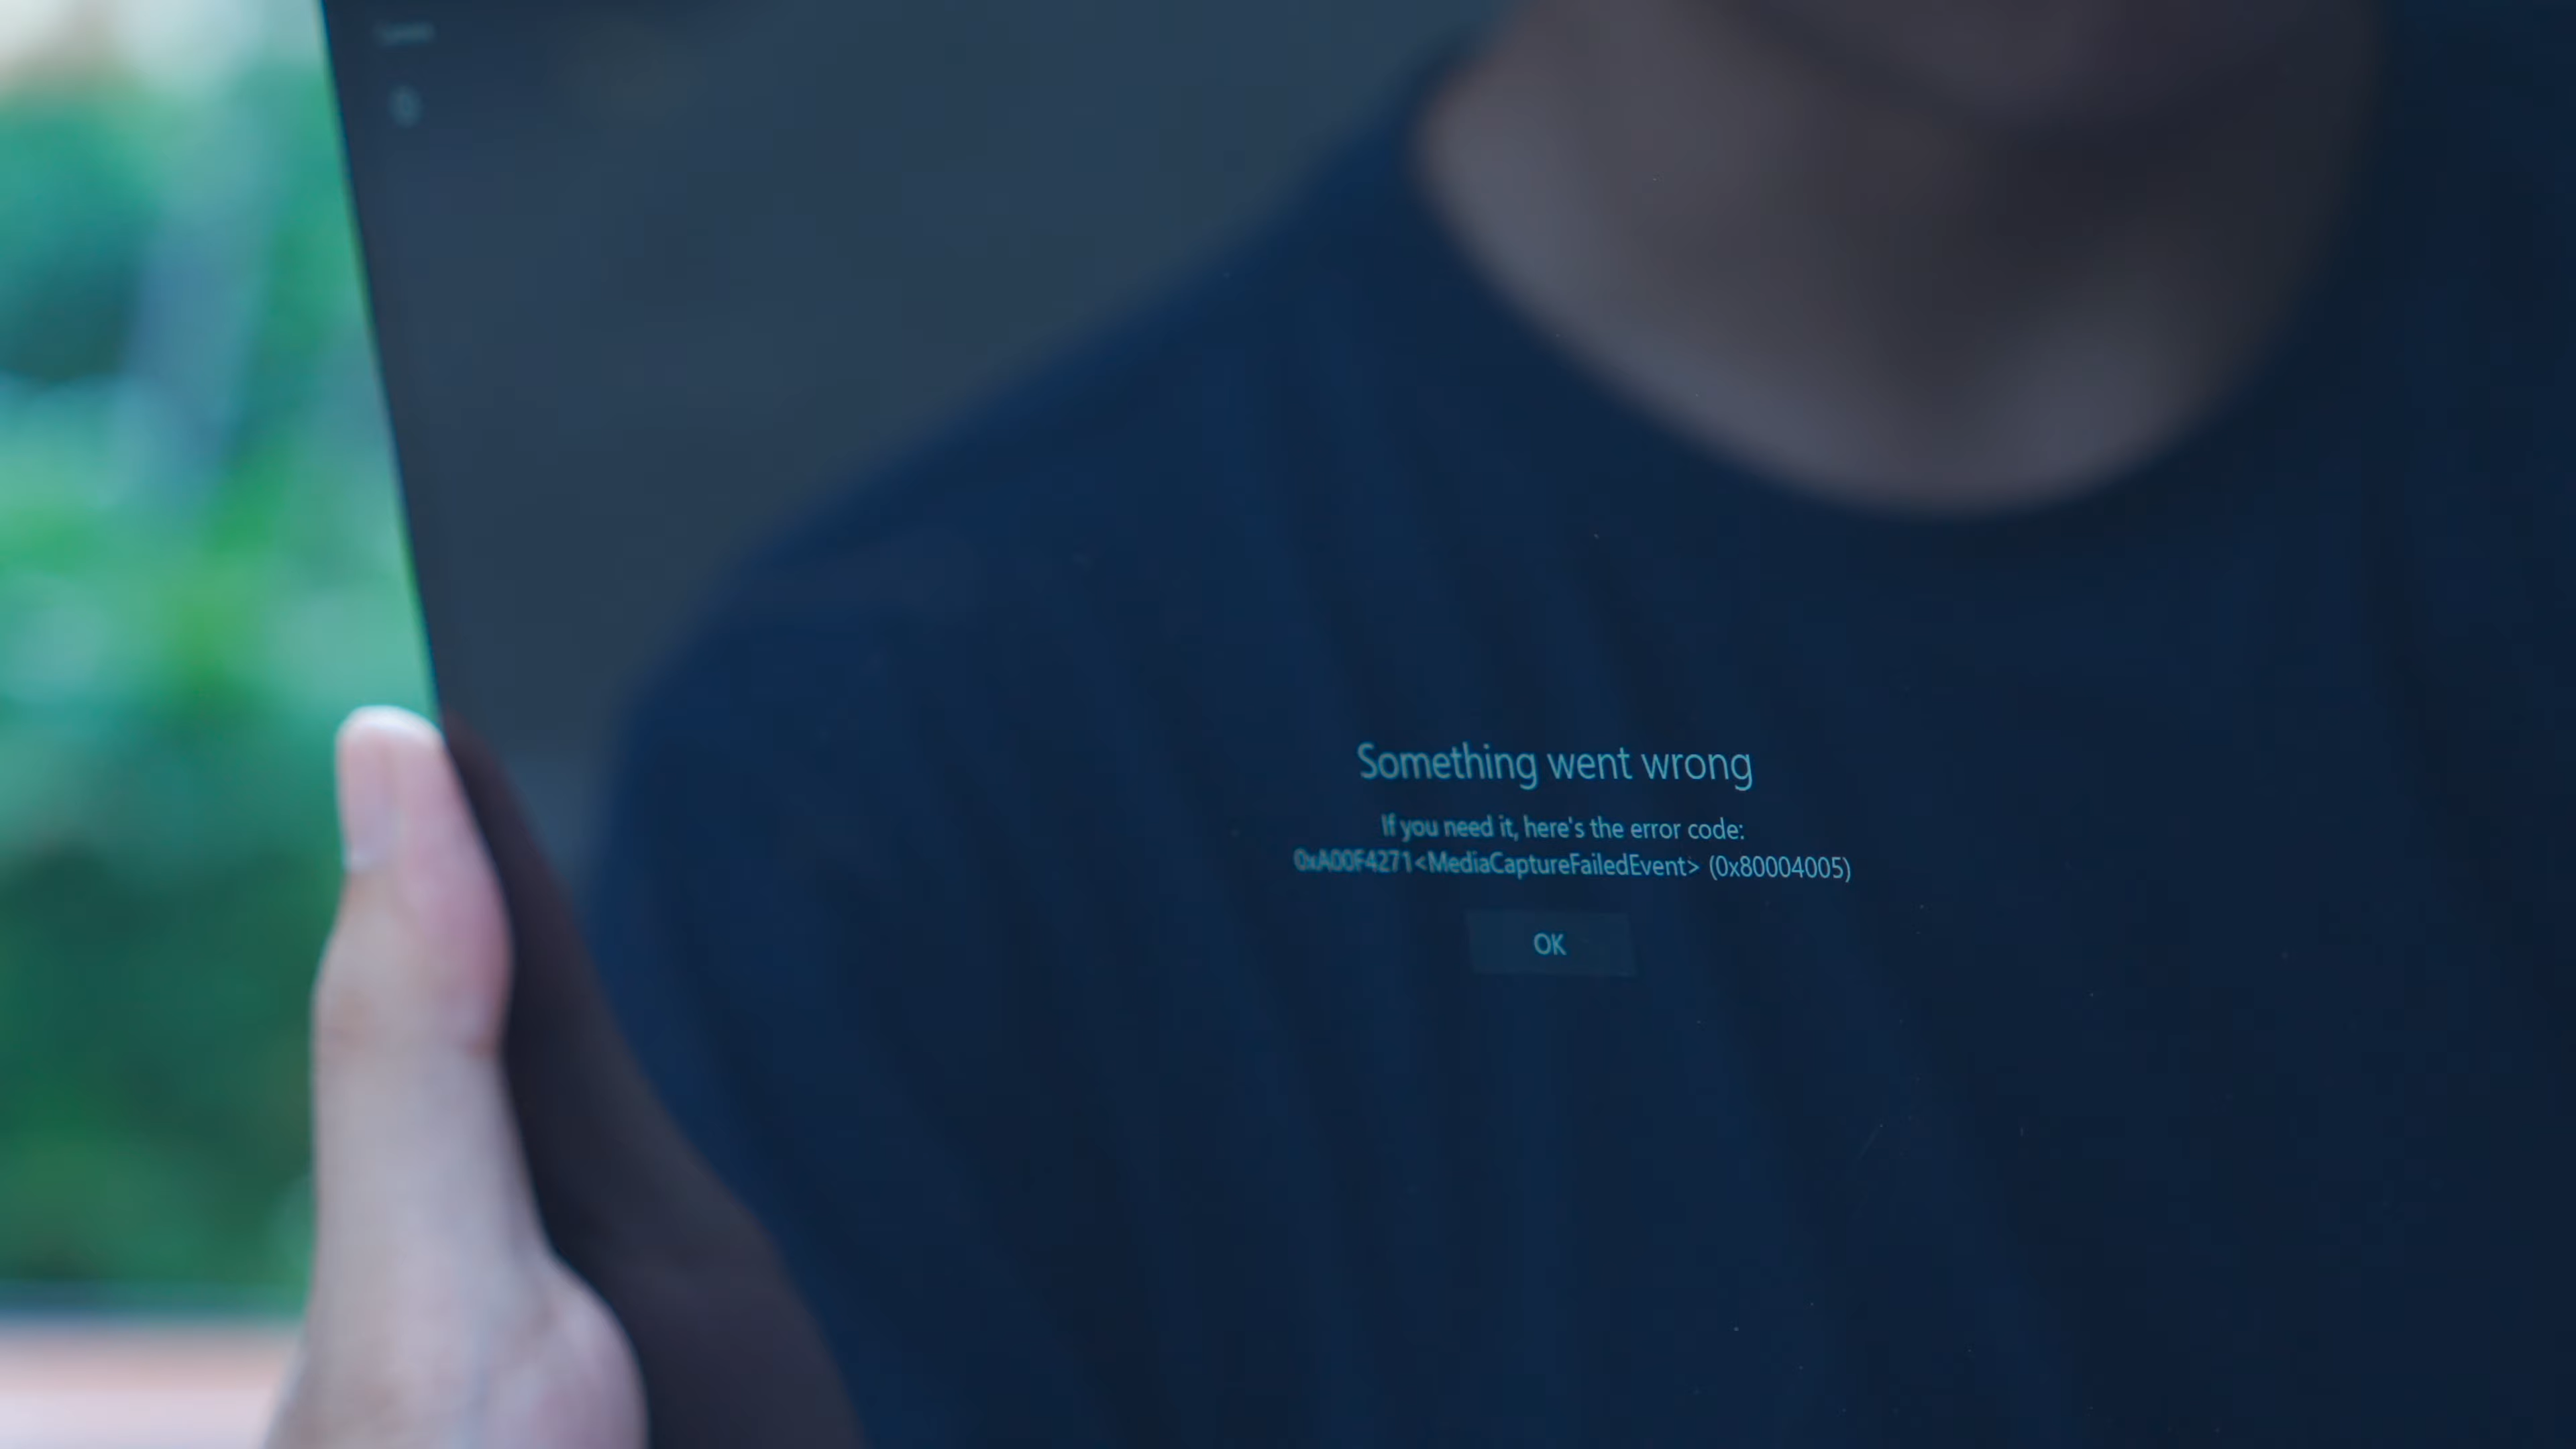 Something went wrong
If you need it, here's the error code:
0xA00F4271<MediaCaptureFailedEvent> (0x80004005)
OK